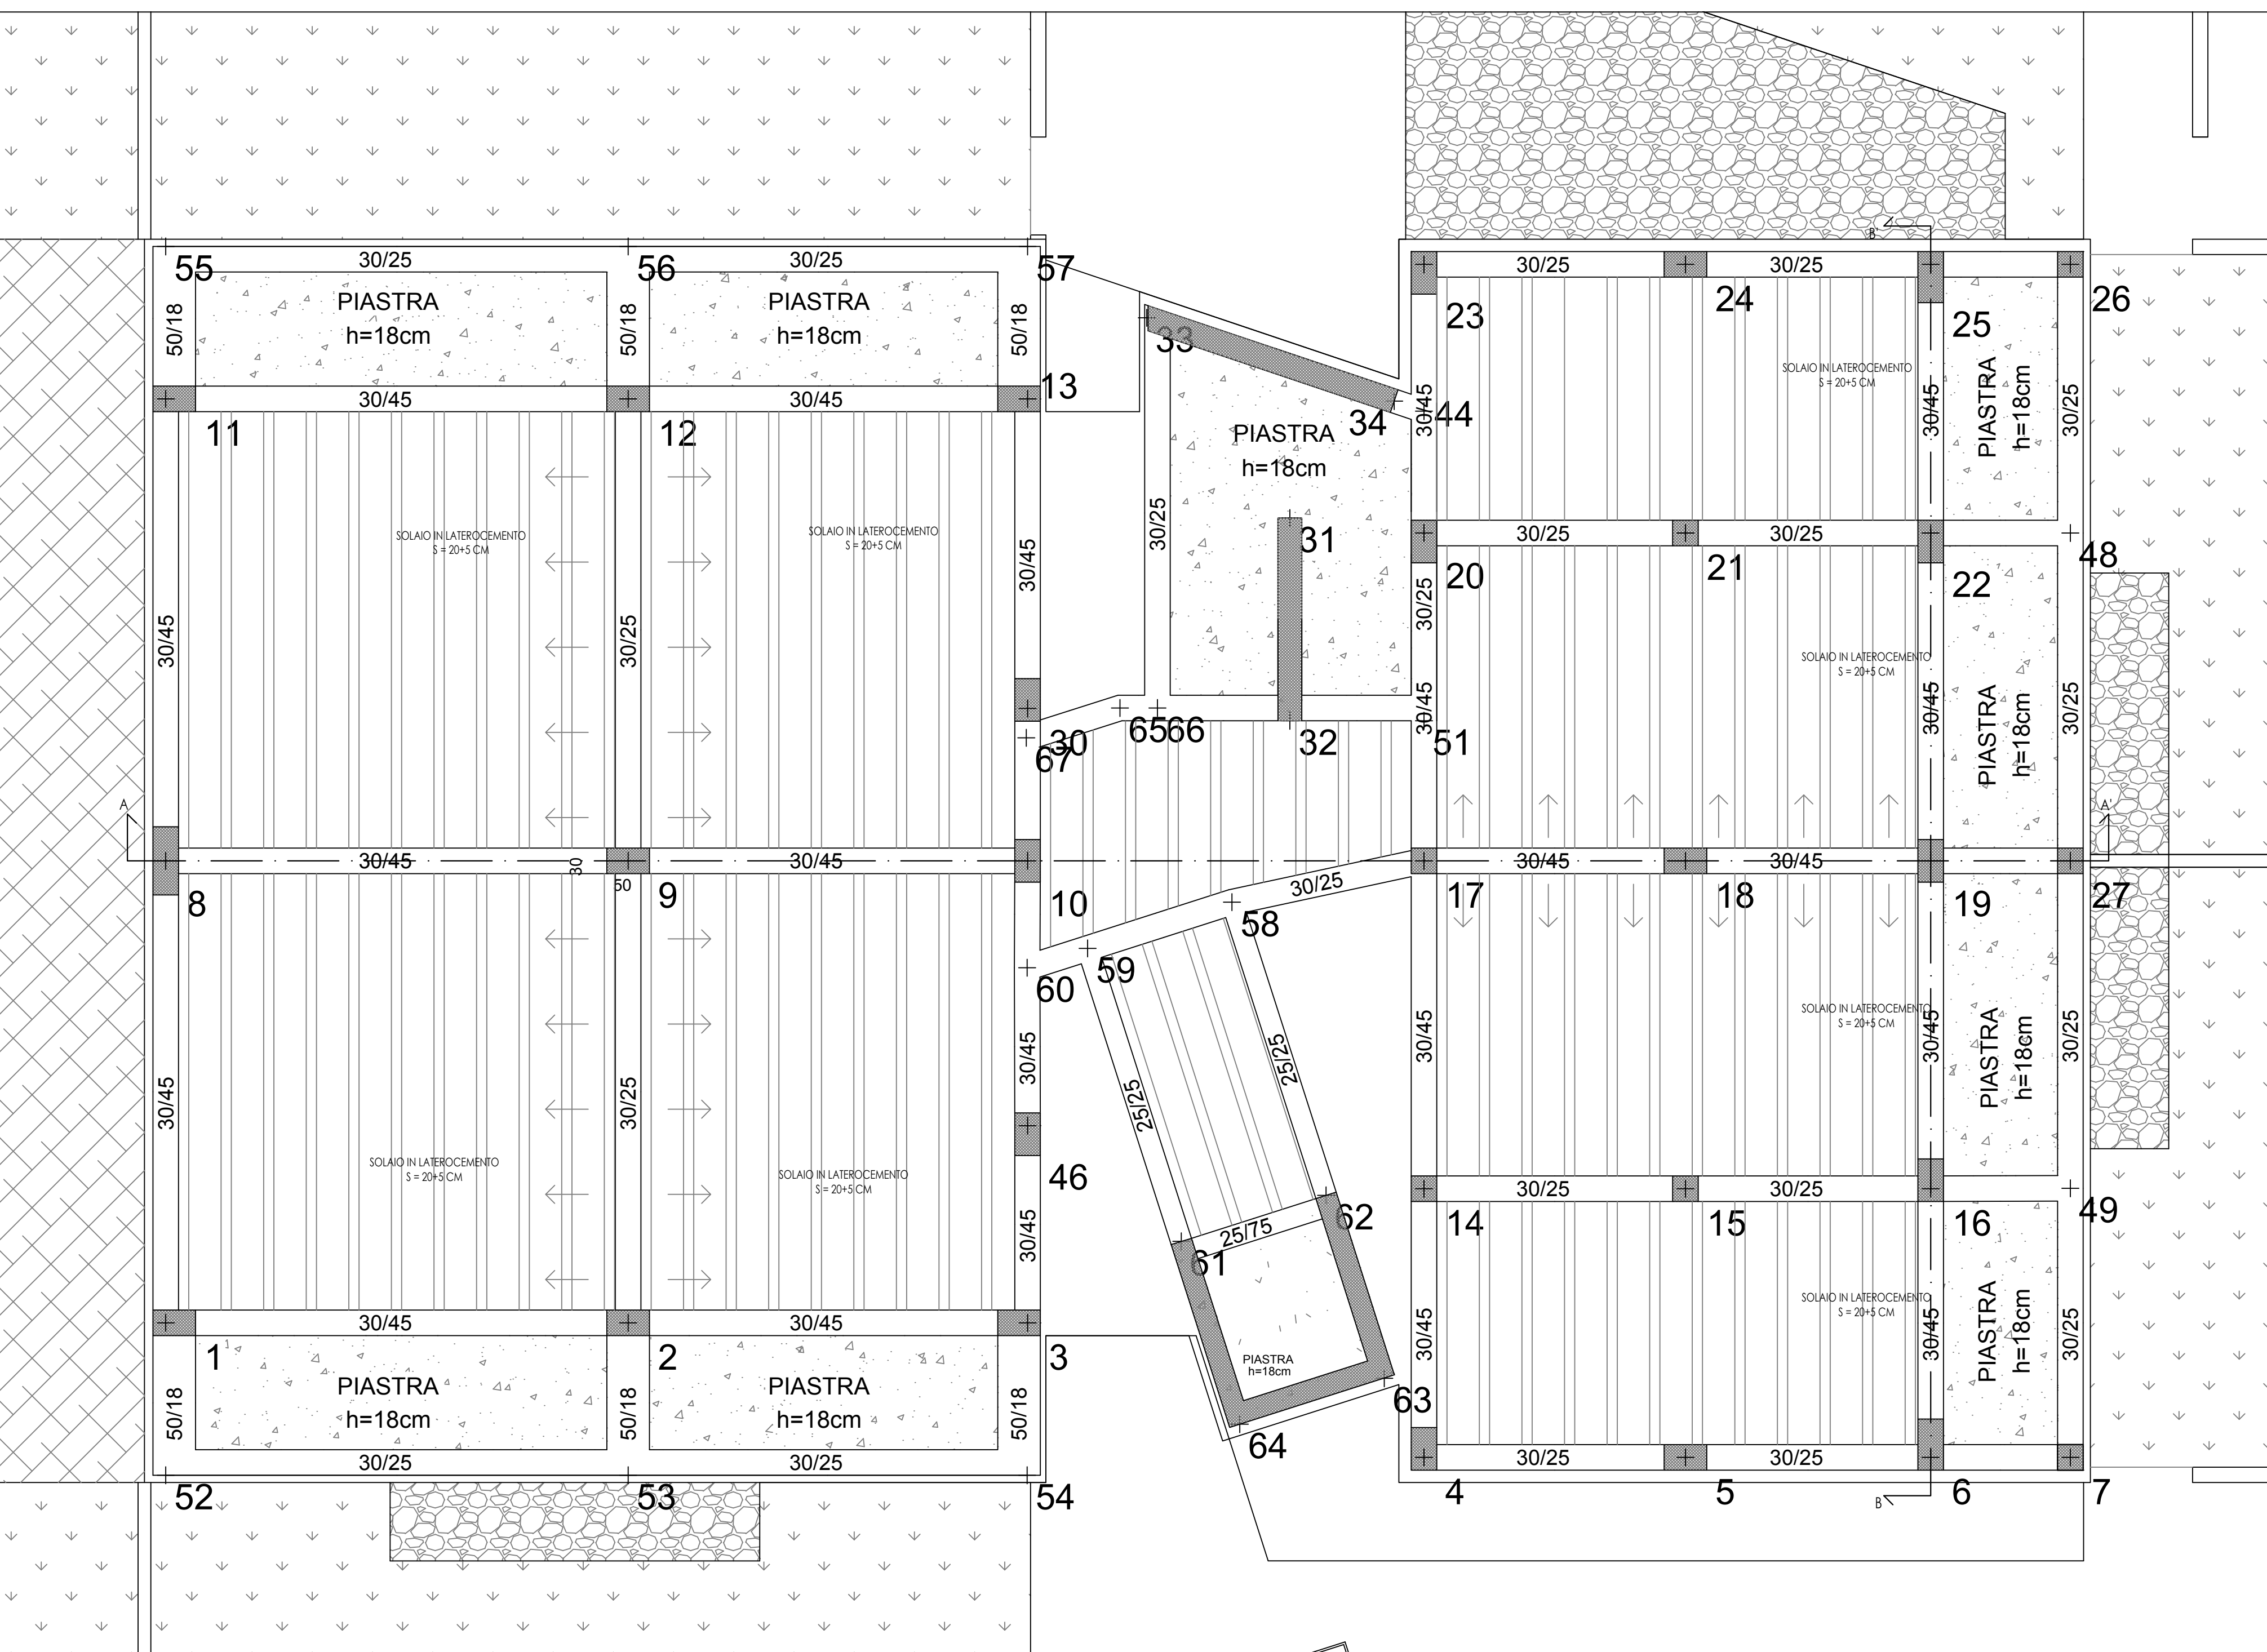 B'
30/25
30/25
30/25
30/25
55
56
57
23
24
25
26
PIASTRA
h=18cm
PIASTRA
h=18cm
50/18
50/18
50/18
33
SOLAIO IN LATEROCEMENTO
S = 20+5 CM
PIASTRA
h=18cm
30/45
30/25
30/45
30/45
13
34
30/45
44
11
12
PIASTRA
h=18cm
SOLAIO IN LATEROCEMENTO
S = 20+5 CM
SOLAIO IN LATEROCEMENTO
S = 20+5 CM
30/45
30/25
31
30/25
30/25
48
20
21
22
30/25
30/45
30/25
SOLAIO IN LATEROCEMENTO
S = 20+5 CM
30/45
PIASTRA
h=18cm
30/25
30/45
30
67
65
66
32
51
A
A'
30/45
30
50
30/45
30/45
30/45
8
9
10
58
30/25
17
18
19
27
59
60
SOLAIO IN LATEROCEMENTO
S = 20+5 CM
30/45
30/25
30/45
25/25
25/25
30/45
30/45
PIASTRA
h=18cm
30/25
SOLAIO IN LATEROCEMENTO
S = 20+5 CM
SOLAIO IN LATEROCEMENTO
S = 20+5 CM
46
30/25
30/25
62
14
15
16
49
30/45
25/75
61
SOLAIO IN LATEROCEMENTO
S = 20+5 CM
30/45
30/45
PIASTRA
h=18cm
30/25
30/45
30/45
1
2
3
PIASTRA
h=18cm
PIASTRA
h=18cm
PIASTRA
h=18cm
50/18
50/18
50/18
63
64
30/25
30/25
30/25
30/25
52
53
54
4
5
6
7
B